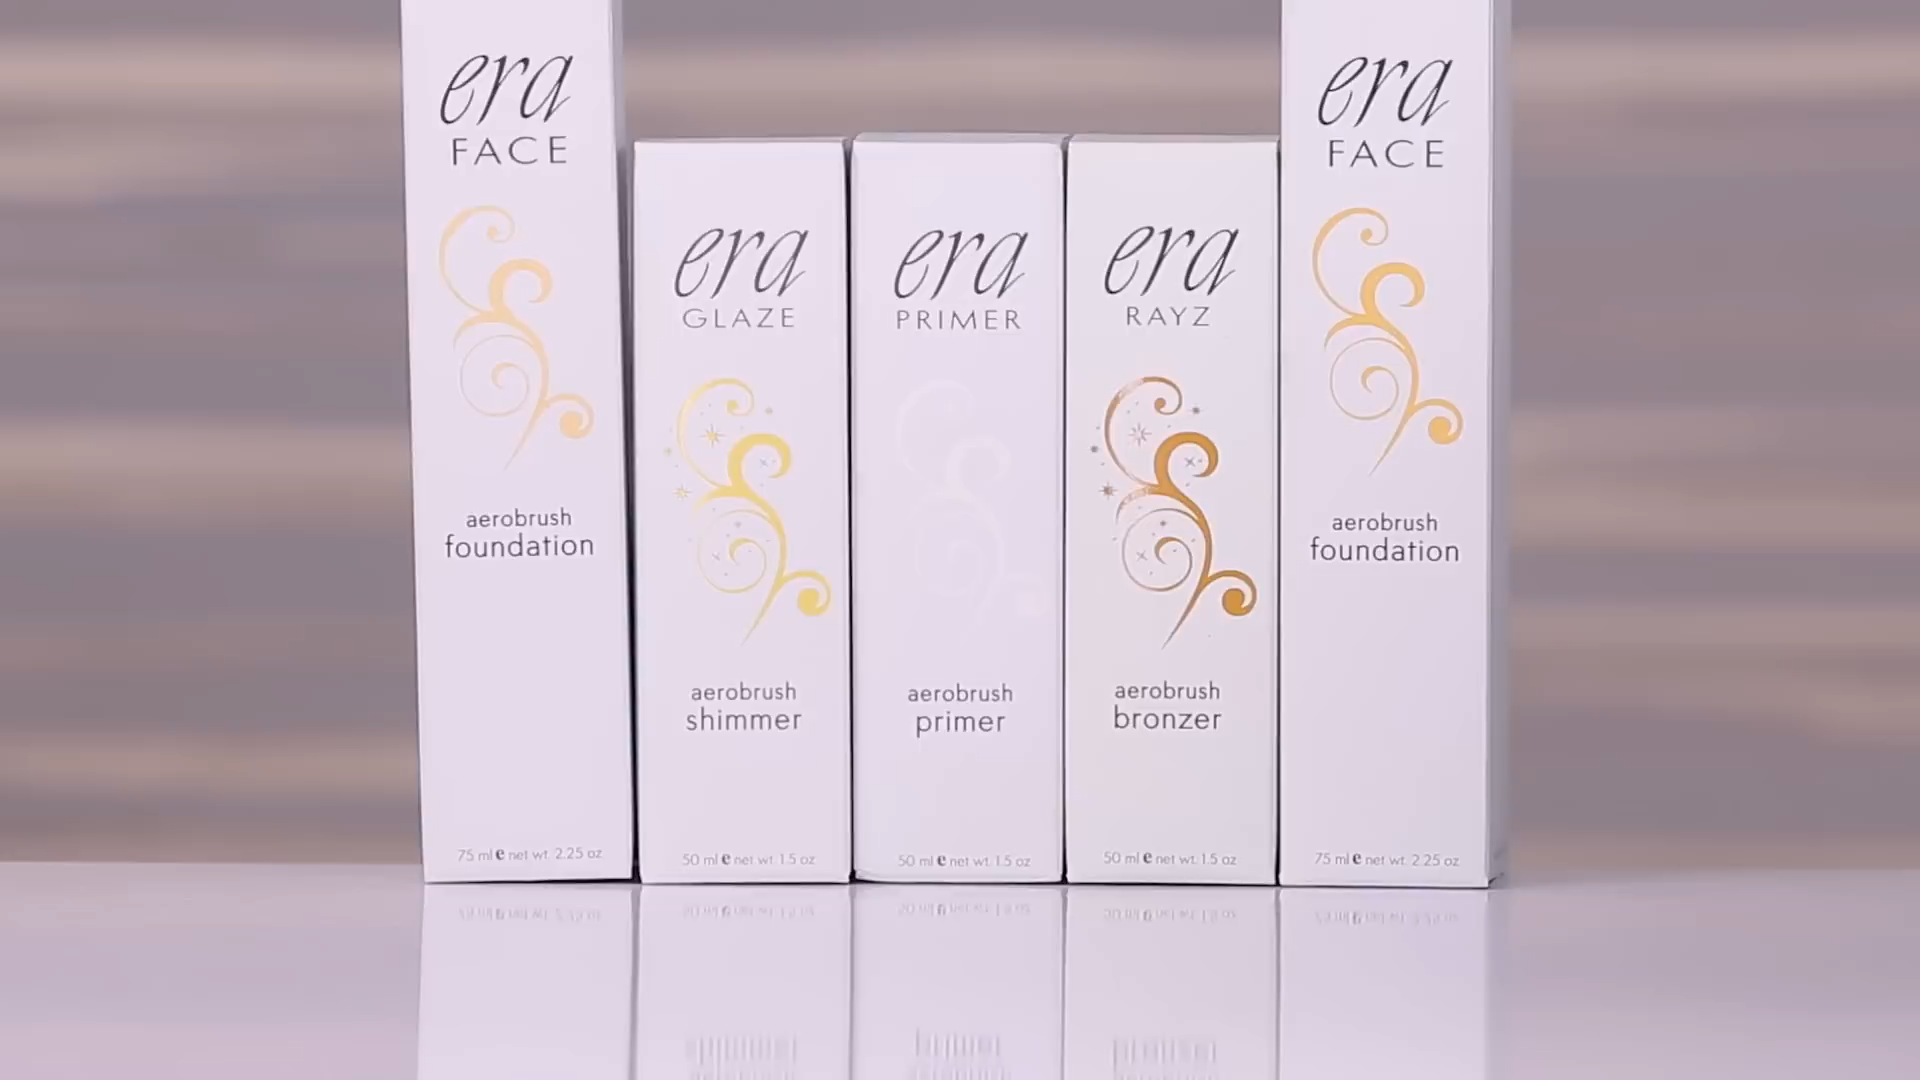 era
FACE
aerobrush
foundation
75 ml e net wt. 2.25 oz
era
GLAZE
aerobrush
shimmer
50 ml e net wt. 1.5 oz
era
PRIMER
aerobrush
primer
50 ml e net wt. 1.5 oz
era
RAYZ
aerobrush
bronzer
50 ml e net wt. 1.5 oz
era
FACE
aerobrush
foundation
75 ml e net wt. 2.25 oz